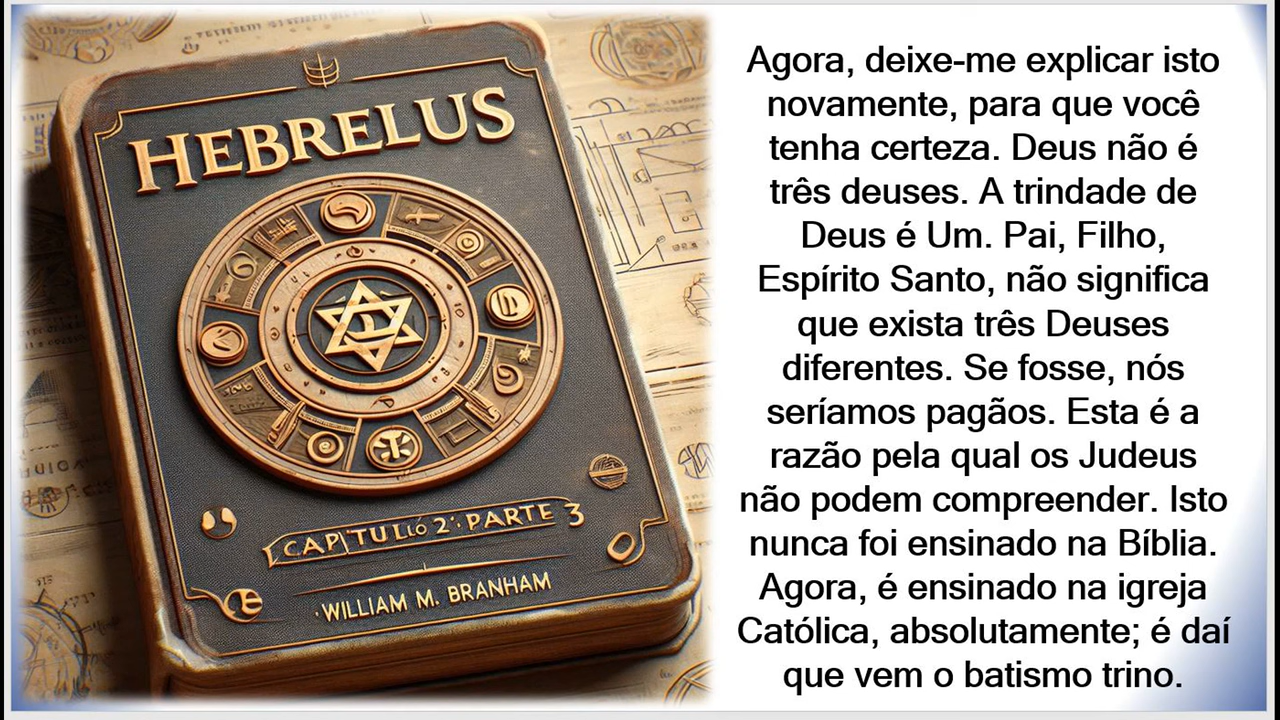 HEBRELUS
CAPITULIÓ 2': PARTE 3
WILLIAM M. BRANHAM
Agora, deixe-me explicar isto
novamente, para que você
tenha certeza. Deus não é
três deuses. A trindade de
Deus é Um. Pai, Filho,
Espírito Santo, não significa
que exista três Deuses
diferentes. Se fosse, nós
seríamos pagãos. Esta é a
razão pela qual os Judeus
não podem compreender. Isto
nunca foi ensinado na Bíblia.
Agora, é ensinado na igreja
Católica, absolutamente; é daí
que vem o batismo trino.